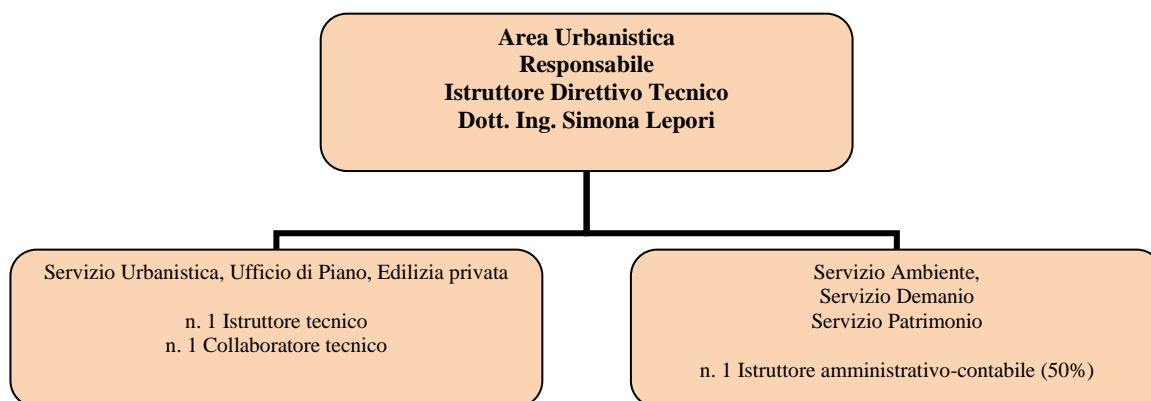 Area Urbanistica
Responsabile
Istruttore Direttivo Tecnico
Dott. Ing. Simona Lepori
Servizio Urbanistica, Ufficio di Piano, Edilizia privata
n. 1 Istruttore tecnico
n. 1 Collaboratore tecnico
Servizio Ambiente,
Servizio Demanio
Servizio Patrimonio
n. 1 Istruttore amministrativo-contabile (50%)